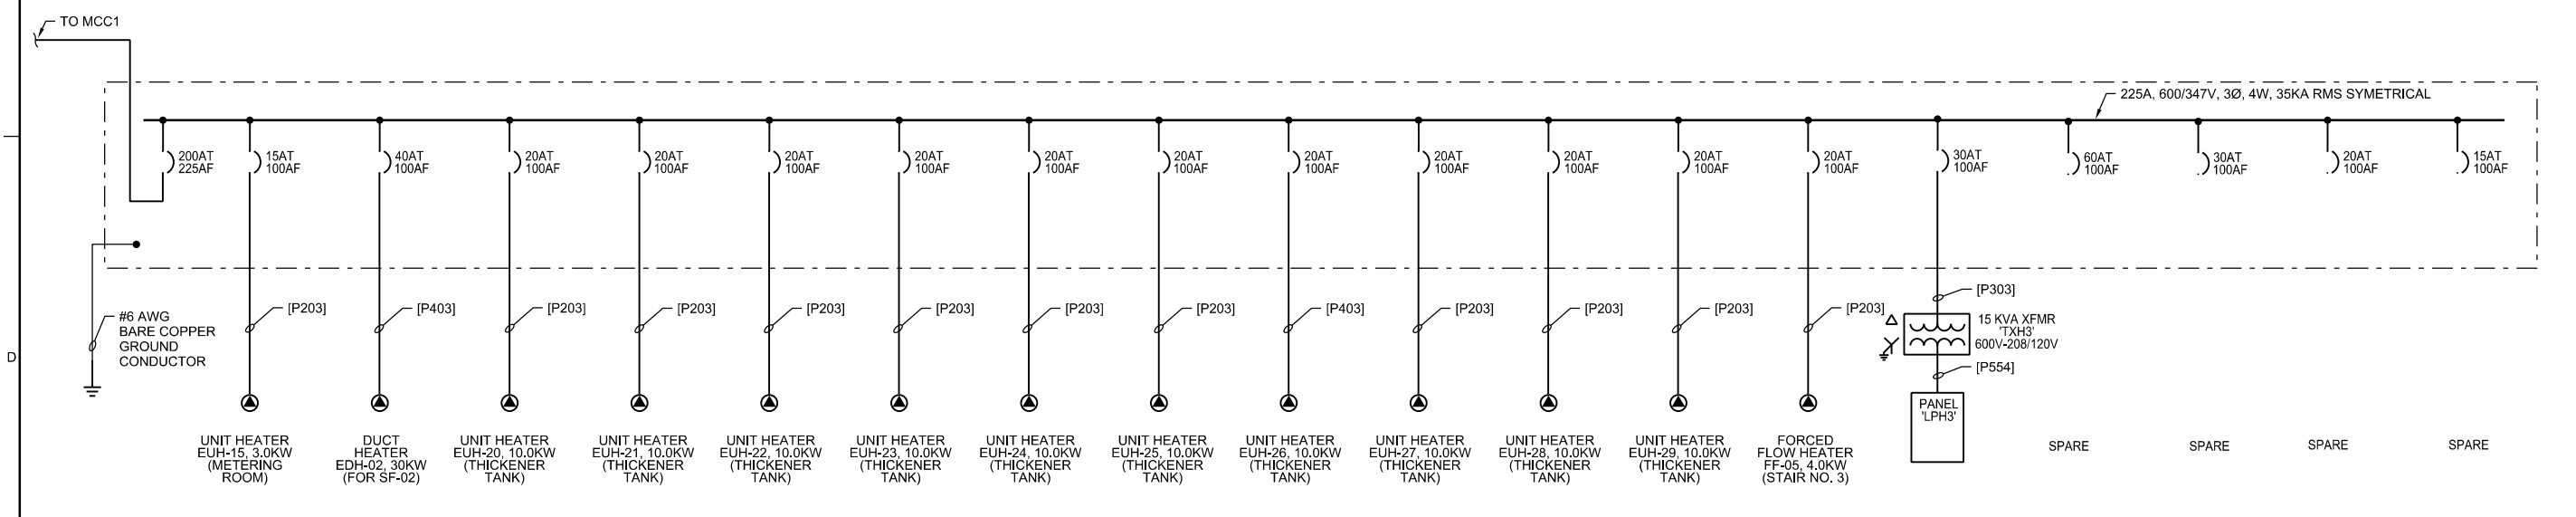 TO MCC1
225A, 600/347V, 3Ø, 4W, 35KA RMS SYMETRICAL
200AT
225AF
15AT
100AF
40AT
100AF
20AT
100AF
20AT
100AF
20AT
100AF
20AT
100AF
20AT
100AF
20AT
100AF
20AT
100AF
20AT
100AF
20AT
100AF
20AT
100AF
20AT
100AF
30AT
100AF
60AT
100AF
30AT
100AF
20AT
100AF
15AT
100AF
#6 AWG
BARE COPPER
GROUND
CONDUCTOR
D
[P203]
[P403]
[P203]
[P203]
[P203]
[P203]
[P203]
[P203]
[P403]
[P203]
[P203]
[P203]
[P203]
[P303]
Δ
15 KVA XFMR
'TXH3'
600V-208/120V
[P554]
PANEL
'LPH3'
UNIT HEATER
EUH-15, 3.0KW
(METERING
ROOM)
DUCT
HEATER
EDH-02, 30KW
(FOR SF-02)
UNIT HEATER
EUH-20, 10.0KW
(THICKENER
TANK)
UNIT HEATER
EUH-21, 10.0KW
(THICKENER
TANK)
UNIT HEATER
EUH-22, 10.0KW
(THICKENER
TANK)
UNIT HEATER
EUH-23, 10.0KW
(THICKENER
TANK)
UNIT HEATER
EUH-24, 10.0KW
(THICKENER
TANK)
UNIT HEATER
EUH-25, 10.0KW
(THICKENER
TANK)
UNIT HEATER
EUH-26, 10.0KW
(THICKENER
TANK)
UNIT HEATER
EUH-27, 10.0KW
(THICKENER
TANK)
UNIT HEATER
EUH-28, 10.0KW
(THICKENER
TANK)
UNIT HEATER
EUH-29, 10.0KW
(THICKENER
TANK)
FORCED
FLOW HEATER
FF-05, 4.0KW
(STAIR NO. 3)
SPARE
SPARE
SPARE
SPARE